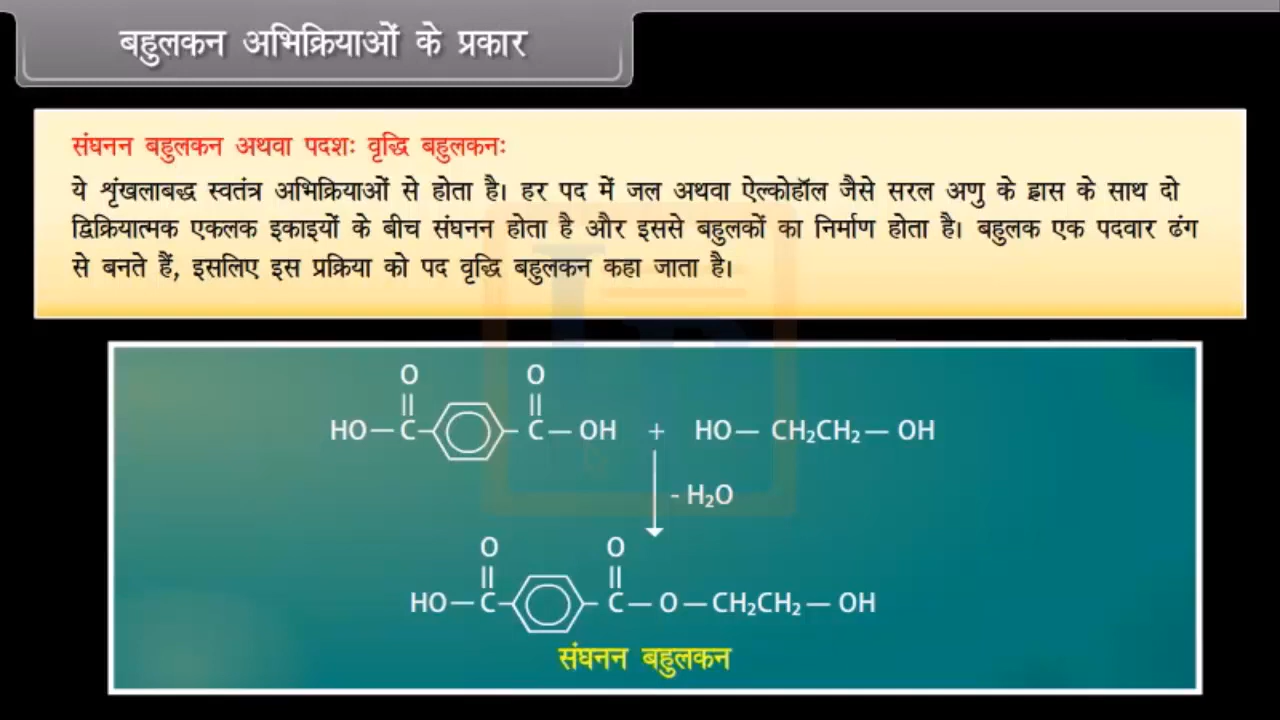 बहुलकन अभिक्रियाओं के प्रकार
संघनन बहुलकन अथवा पदशः वृद्धि बहुलकनः
ये शृंखलाबद्ध स्वतंत्र अभिक्रियाओं से होता है। हर पद में जल अथवा ऐल्कोहॉल जैसे सरल अणु के ह्रास के साथ दो
द्विक्रियात्मक एकलक इकाइयों के बीच संघनन होता है और इससे बहुलकों का निर्माण होता है। बहुलक एक पदवार ढंग
से बनते हैं, इसलिए इस प्रक्रिया को पद वृद्धि बहुलकन कहा जाता है।
O O
HO — C — C — OH + HO — CH₂CH₂ — OH
- H₂O
O O
HO — C — C — O — CH₂CH₂ — OH
संघनन बहुलकन